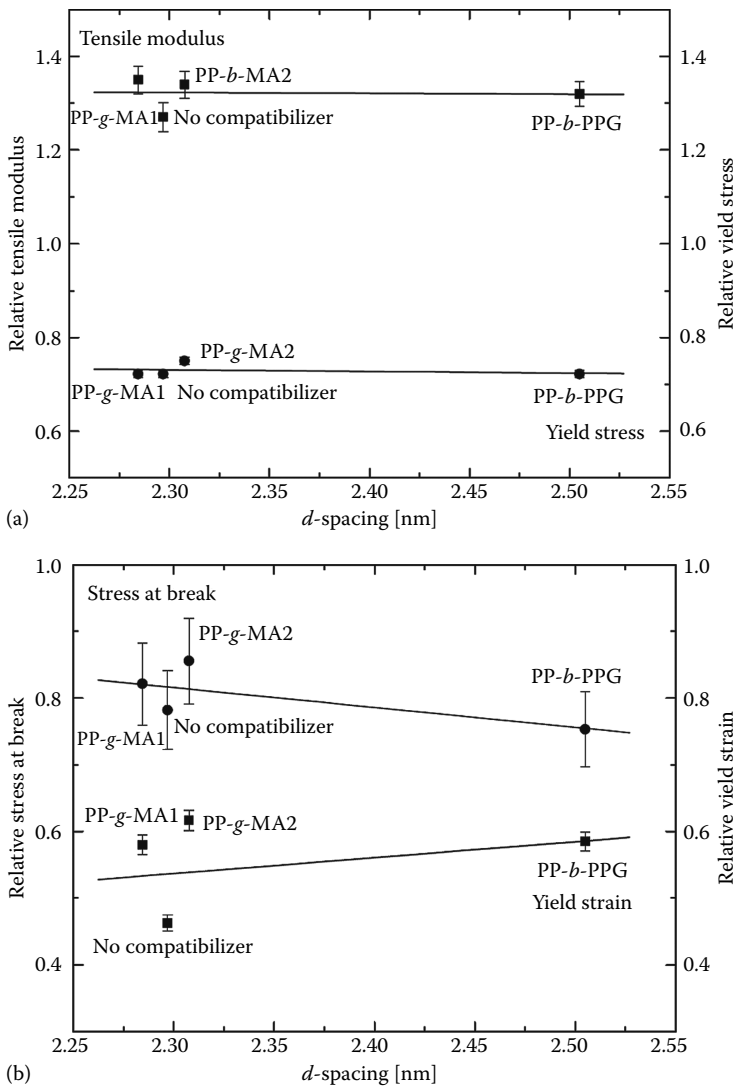 Tensile modulus
1.4
1.2
1.0
0.8
0.6
Relative tensile modulus
PP-b-MA2
PP-g-MA1
No compatibilizer
PP-b-PPG
PP-g-MA2
PP-g-MA1
No compatibilizer
PP-b-PPG
Yield stress
1.4
1.2
1.0
0.8
0.6
Relative yield stress
2.25 2.30 2.35 2.40 2.45 2.50 2.55
(a)
d-spacing [nm]
1.0
0.8
0.6
0.4
Relative stress at break
Stress at break
PP-g-MA2
PP-b-PPG
PP-g-MA1
No compatibilizer
PP-g-MA1
PP-g-MA2
PP-b-PPG
Yield strain
No compatibilizer
1.0
0.8
0.6
0.4
Relative yield strain
2.25 2.30 2.35 2.40 2.45 2.50 2.55
(b)
d-spacing [nm]